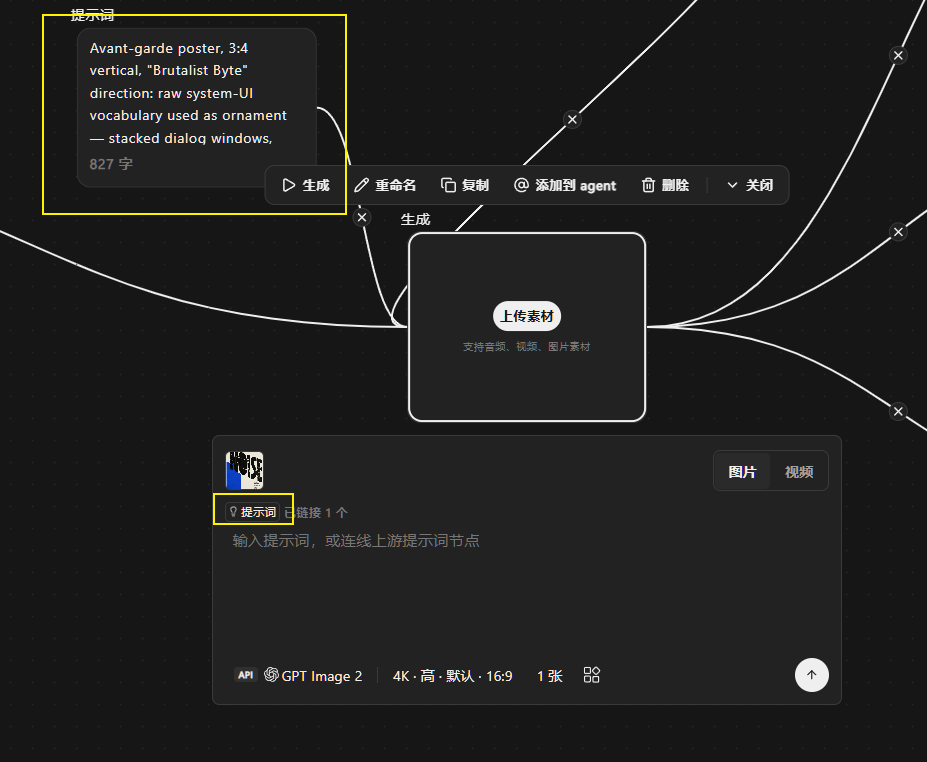 提示词
Avant-garde poster, 3:4
vertical, "Brutalist Byte"
direction: raw system-UI
vocabulary used as ornament
— stacked dialog windows,
827 字
生成 重命名 复制 @ 添加到 agent 删除 关闭
生成
上传素材
支持音频、视频、图片素材
图片 视频
提示词 已链接 1 个
输入提示词，或连线上游提示词节点
API GPT Image 2 4K · 高 · 默认 · 16:9 1 张